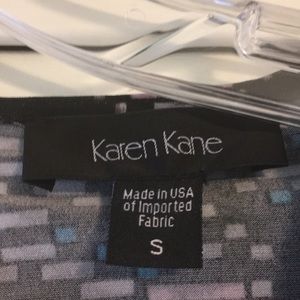 Karen Kane
Made in USA
of Imported
Fabric
S